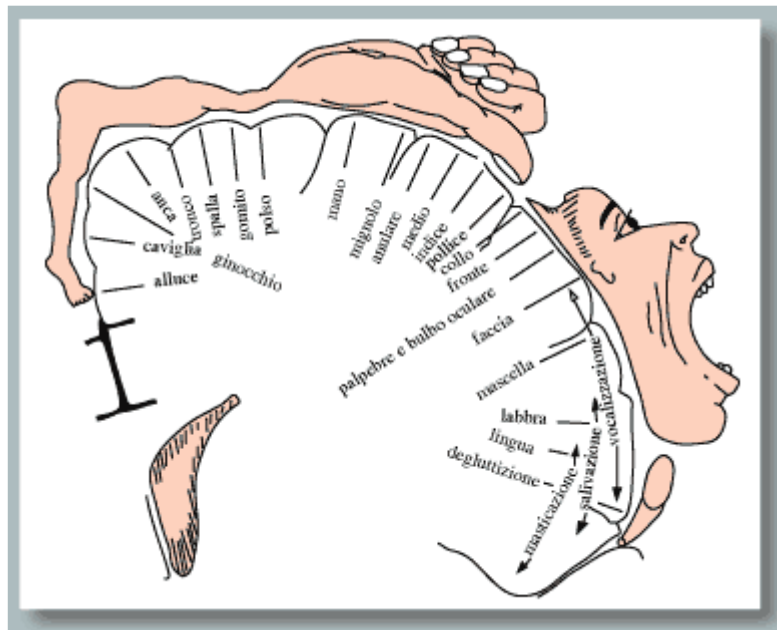 alluce
caviglia
ginocchio
anca
tronco
spalla
gomito
polso
mano
mignolo
anulare
medio
indice
pollice
collo
fronte
palpebre e bulbo oculare
faccia
mascella
labbra
lingua
degluttizione
masticazione
salivazione
vocalizzazione